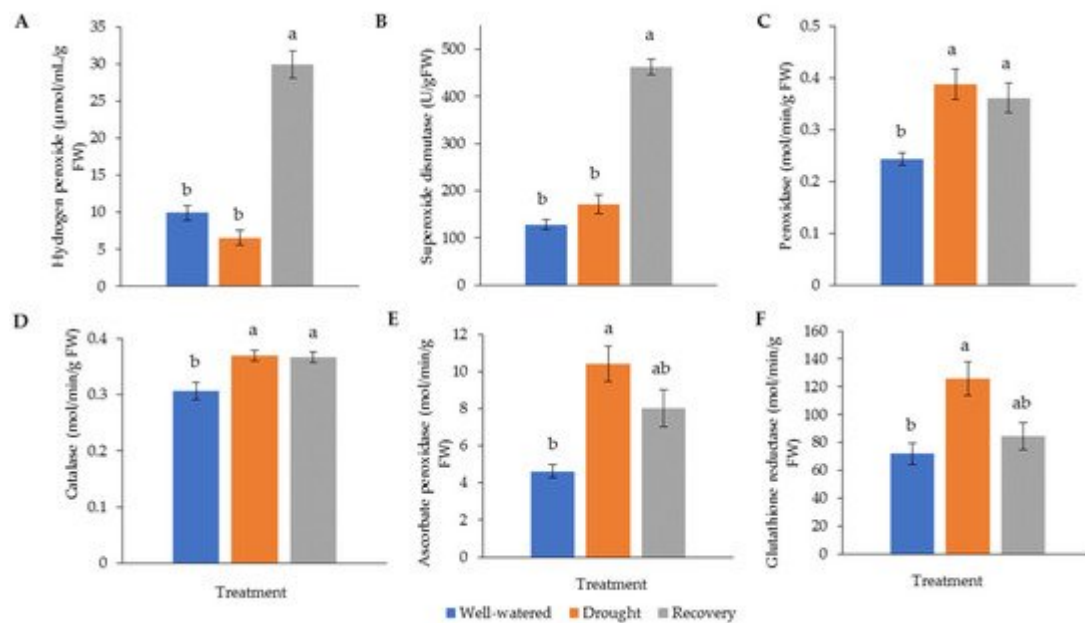 A
Hydrogen peroxide (µmol/mL/g
FW)
35
30
25
20
15
10
5
0
b
b
a
B
Superoxide dismutase (U/gFW)
500
400
300
200
100
0
b
b
a
C
Peroxidase (mol/min/g FW)
0.5
0.4
0.3
0.2
0.1
0
b
a
a
D
Catalase (mol/min/g FW)
0.4
0.3
0.2
0.1
0
b
a
a
Treatment
E
Ascorbate peroxidase (mol/min/g
FW)
12
10
8
6
4
2
0
b
a
ab
F
Glutathione reductase (mol/min/g
FW)
160
140
120
100
80
60
40
20
0
b
a
ab
Treatment
Well-watered Drought Recovery